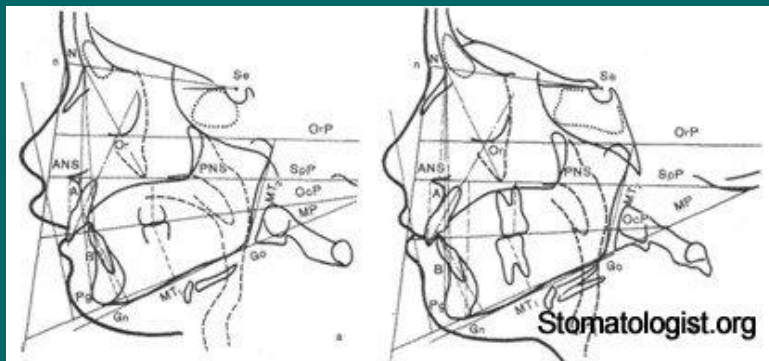 n
N
Se
Or
OrP
ANS
PNS
SpP
A
MT₂
OcP
MP
B
Go
Pg
MT₁
Gn
a
n
N
Se
OrP
Or
ANS
PNS
SpP
A
MT₂
MP
OcP
B
Go
Pg
MT₁
Gn
Stomatologist.org